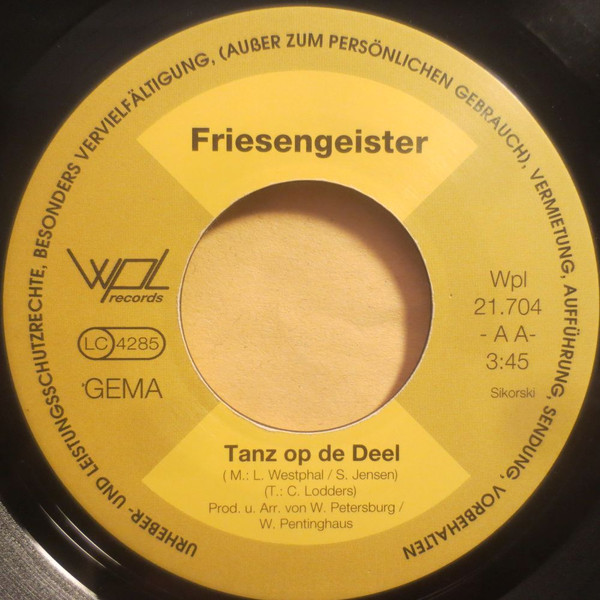 URHEBER- UND LEISTUNGSSCHUTZRECHTE, BESONDERS VERVIELFÄLTIGUNG, (AUßER ZUM PERSÖNLICHEN GEBRAUCH), VERMIETUNG, AUFFÜHRUNG, SENDUNG, VORBEHALTEN
Friesengeister
wpl
records
LC 4285
GEMA
Wpl
21.704
- A A-
3:45
Sikorski
Tanz op de Deel
( M.: L. Westphal / S. Jensen)
(T.: C. Lodders)
Prod. u. Arr. von W. Petersburg /
W. Pentinghaus